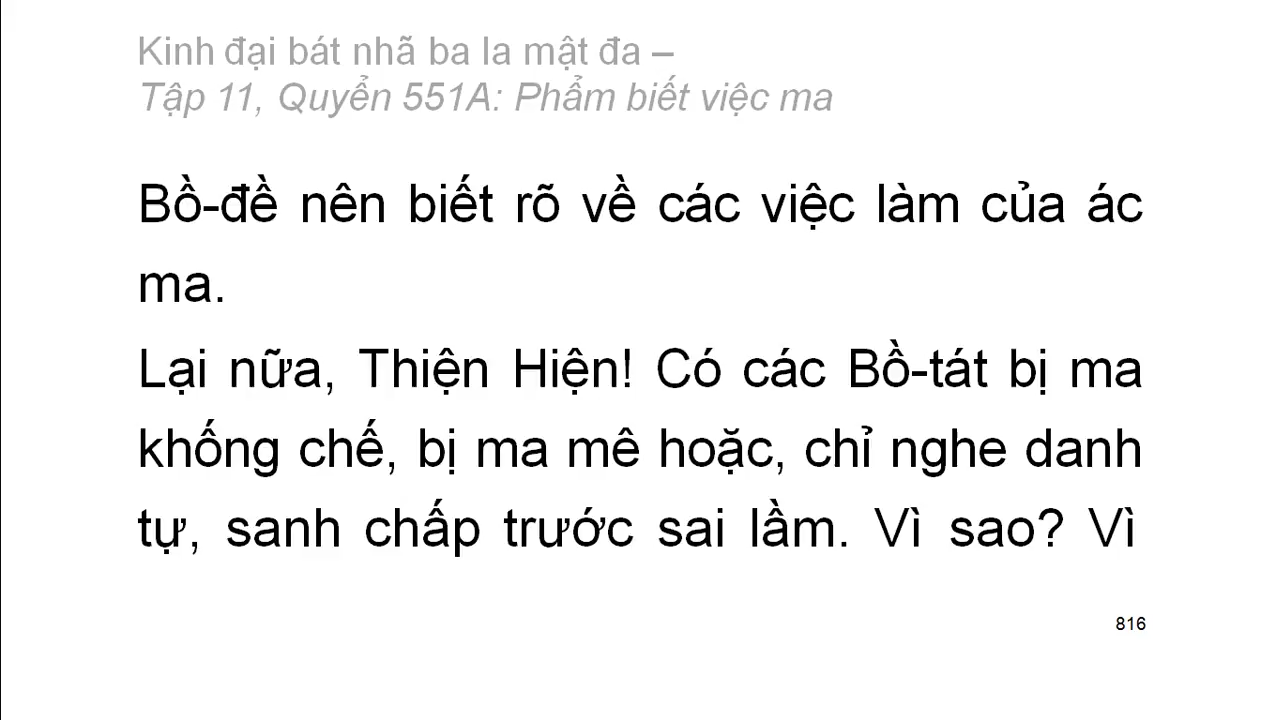 Kinh đại bát nhã ba la mật đa –
Tập 11, Quyển 551A: Phẩm biết việc ma
Bồ-đề nên biết rõ về các việc làm của ác
ma.
Lại nữa, Thiện Hiện! Có các Bồ-tát bị ma
khống chế, bị ma mê hoặc, chỉ nghe danh
tự, sanh chấp trước sai lầm. Vì sao? Vì
816